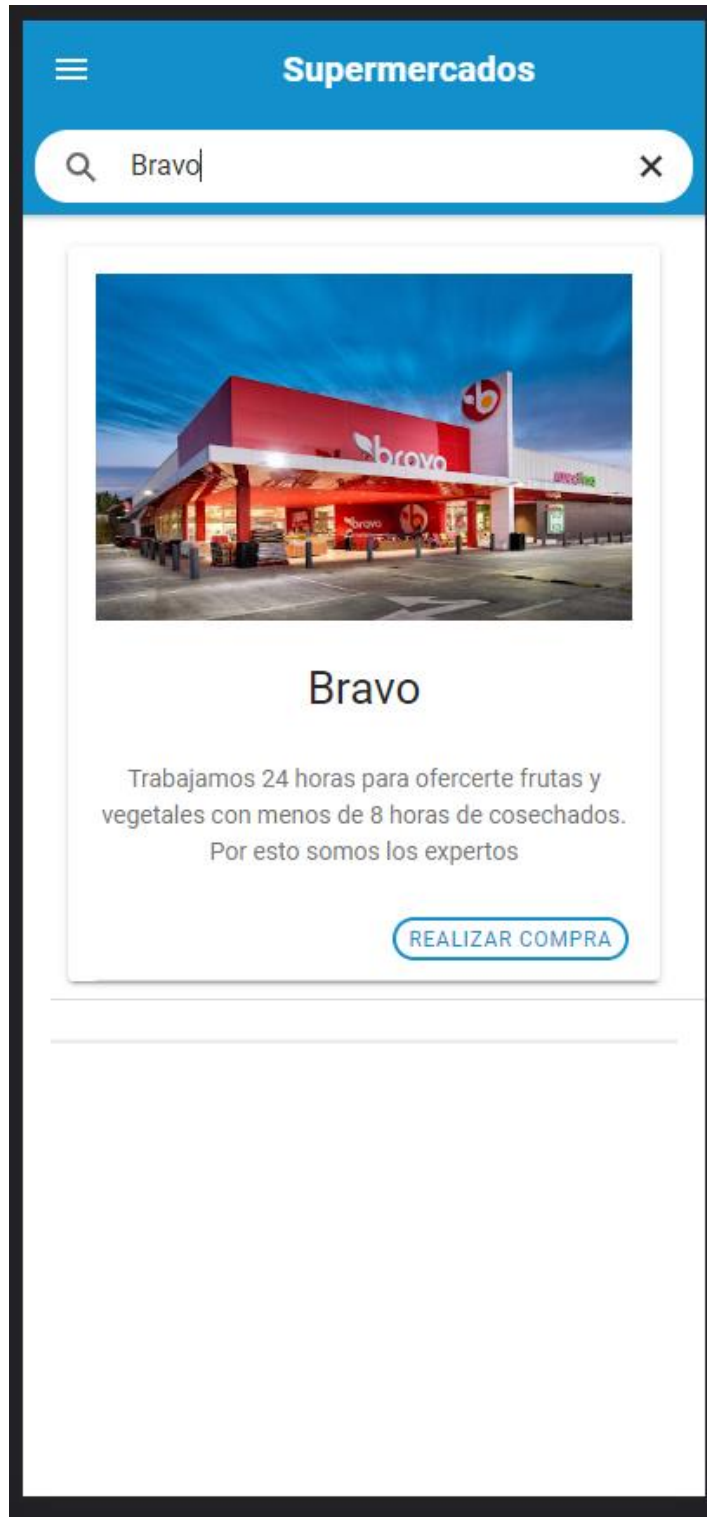 Supermercados
Bravo
bravo
bravo
Bravo
Trabajamos 24 horas para ofercerte frutas y
vegetales con menos de 8 horas de cosechados.
Por esto somos los expertos
REALIZAR COMPRA